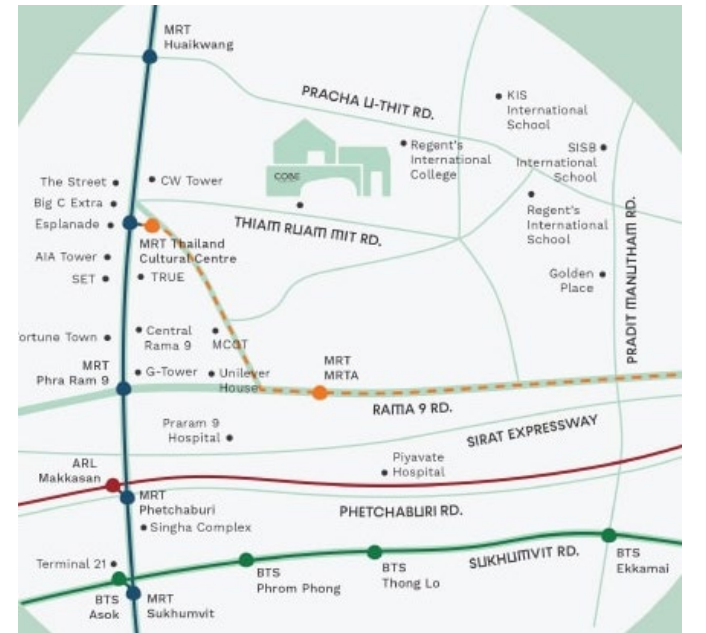 MRT
Huaikwang
PRACHA U-THIT RD.
KIS
International
School
Regent's
International
College
SISB
International
School
COBE
The Street
CW Tower
Big C Extra
Esplanade
THIAM RUAM MIT RD.
Regent's
International
School
PRADIT MANUTHAM RD.
MRT Thailand
Cultural Centre
AIA Tower
SET
TRUE
Golden
Place
ortune Town
Central
Rama 9
MCOT
MRT
Phra Ram 9
G-Tower
Unilever
House
MRT
MRTA
RAMA 9 RD.
Praram 9
Hospital
SIRAT EXPRESSWAY
ARL
Makkasan
Piyavate
Hospital
MRT
Phetchaburi
PHETCHABURI RD.
Singha Complex
Terminal 21
SUKHUMVIT RD.
BTS
Asok
MRT
Sukhumvit
BTS
Phrom Phong
BTS
Thong Lo
BTS
Ekkamai